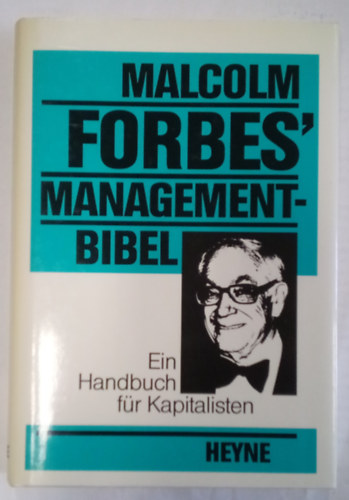 MALCOLM
FORBES'
MANAGEMENT-
BIBEL
Ein
Handbuch
für Kapitalisten
HEYNE